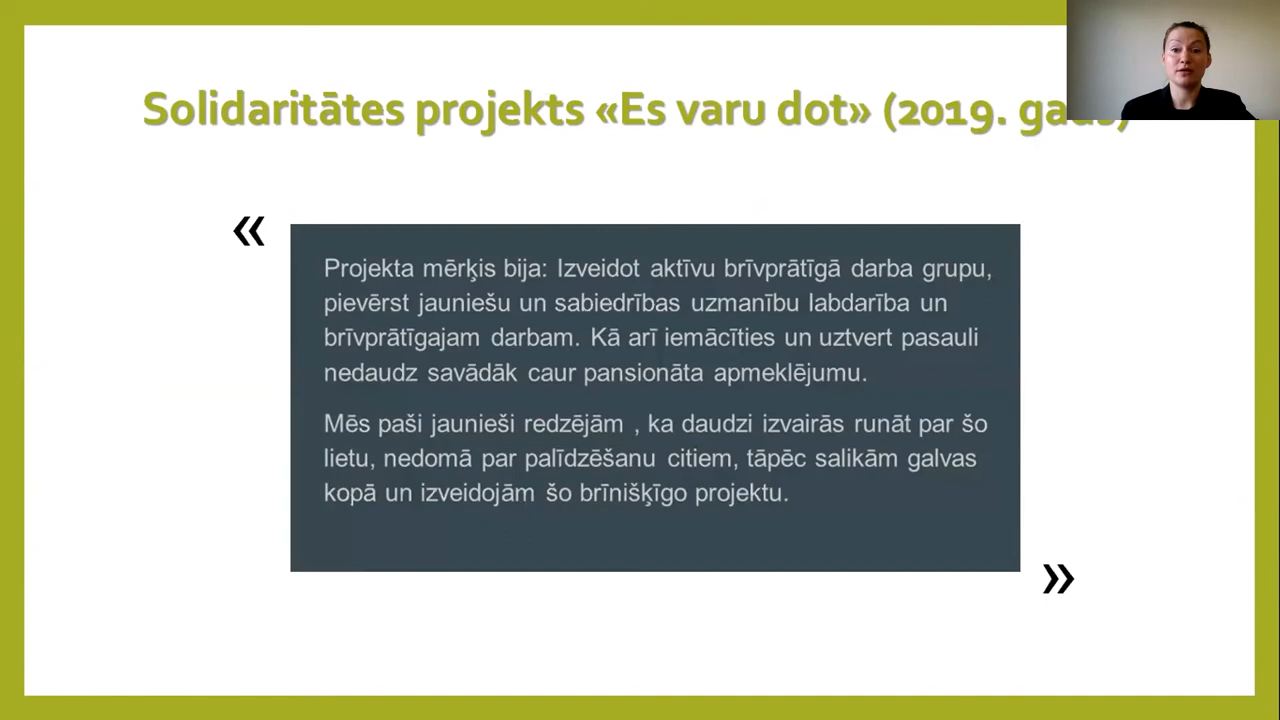 Solidaritātes projekts «Es varu dot» (2019.
«
Projekta mērķis bija: Izveidot aktīvu brīvprātīgā darba grupu,
pievērst jauniešu un sabiedrības uzmanību labdarība un
brīvprātīgajam darbam. Kā arī iemācīties un uztvert pasauli
nedaudz savādāk caur pansionāta apmeklējumu.
Mēs paši jaunieši redzējām , ka daudzi izvairās runāt par šo
lietu, nedomā par palīdzēšanu citiem, tāpēc salikām galvas
kopā un izveidojām šo brīnišķīgo projektu.
»